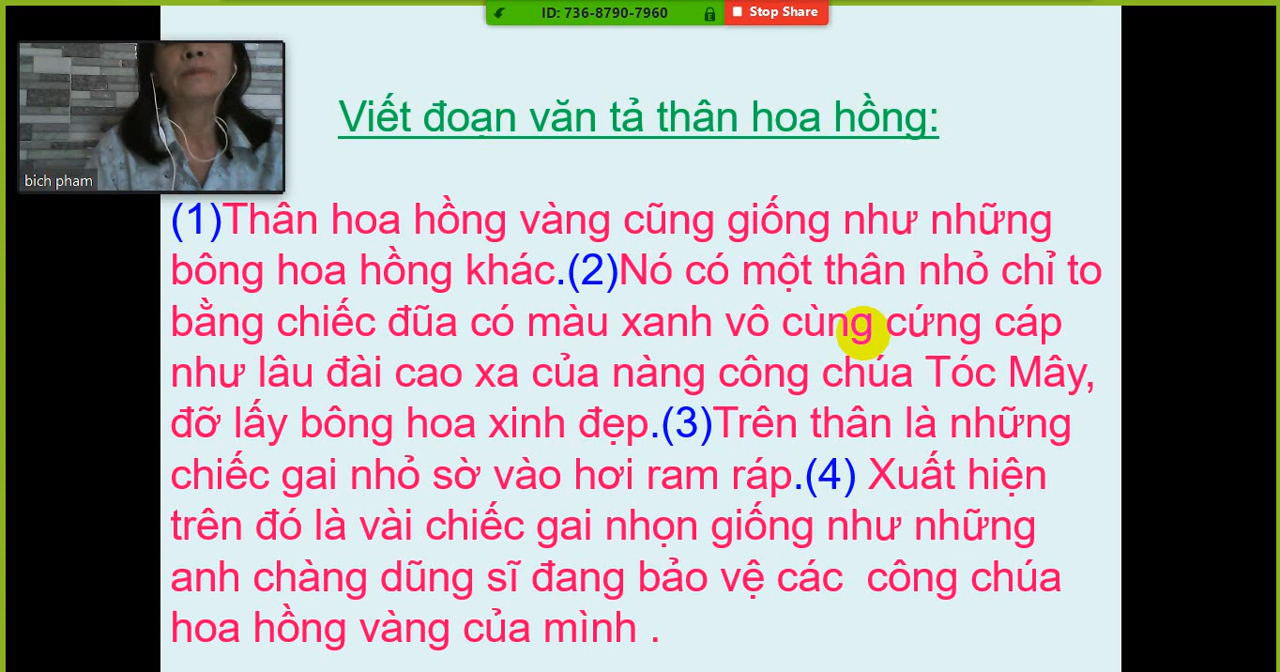 ID: 736-8790-7960
Stop Share
bich pham
Viết đoạn văn tả thân hoa hồng:
(1)Thân hoa hồng vàng cũng giống như những
bông hoa hồng khác.(2)Nó có một thân nhỏ chỉ to
bằng chiếc đũa có màu xanh vô cùng cứng cáp
như lâu đài cao xa của nàng công chúa Tóc Mây,
đỡ lấy bông hoa xinh đẹp.(3)Trên thân là những
chiếc gai nhỏ sờ vào hơi ram ráp.(4) Xuất hiện
trên đó là vài chiếc gai nhọn giống như những
anh chàng dũng sĩ đang bảo vệ các  công chúa
hoa hồng vàng của mình .